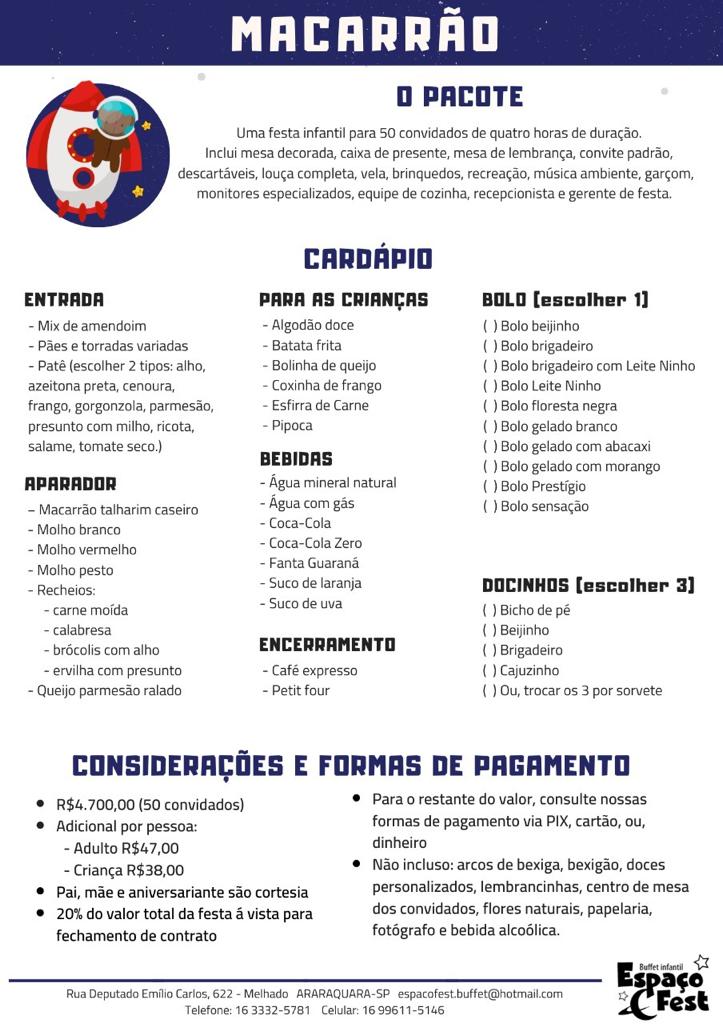 MACARRÃO
O PACOTE
Uma festa infantil para 50 convidados de quatro horas de duração.
Inclui mesa decorada, caixa de presente, mesa de lembrança, convite padrão,
descartáveis, louça completa, vela, brinquedos, recreação, música ambiente, garçom,
monitores especializados, equipe de cozinha, recepcionista e gerente de festa.
CARDÁPIO
ENTRADA
- Mix de amendoim
- Pães e torradas variadas
- Patê (escolher 2 tipos: alho,
azeitona preta, cenoura,
frango, gorgonzola, parmesão,
presunto com milho, ricota,
salame, tomate seco.)
APARADOR
– Macarrão talharim caseiro
- Molho branco
- Molho vermelho
- Molho pesto
- Recheios:
- carne moída
- calabresa
- brócolis com alho
- ervilha com presunto
- Queijo parmesão ralado
PARA AS CRIANÇAS
- Algodão doce
- Batata frita
- Bolinha de queijo
- Coxinha de frango
- Esfirra de Carne
- Pipoca
BEBIDAS
- Água mineral natural
- Água com gás
- Coca-Cola
- Coca-Cola Zero
- Fanta Guaraná
- Suco de laranja
- Suco de uva
ENCERRAMENTO
- Café expresso
- Petit four
BOLO [escolher 1]
( ) Bolo beijinho
( ) Bolo brigadeiro
( ) Bolo brigadeiro com Leite Ninho
( ) Bolo Leite Ninho
( ) Bolo floresta negra
( ) Bolo gelado branco
( ) Bolo gelado com abacaxi
( ) Bolo gelado com morango
( ) Bolo Prestígio
( ) Bolo sensação
DOCINHOS [escolher 3]
( ) Bicho de pé
( ) Beijinho
( ) Brigadeiro
( ) Cajuzinho
( ) Ou, trocar os 3 por sorvete
CONSIDERAÇÕES E FORMAS DE PAGAMENTO
• R$4.700,00 (50 convidados)
• Adicional por pessoa:
- Adulto R$47,00
- Criança R$38,00
• Pai, mãe e aniversariante são cortesia
• 20% do valor total da festa á vista para
fechamento de contrato
• Para o restante do valor, consulte nossas
formas de pagamento via PIX, cartão, ou,
dinheiro
• Não incluso: arcos de bexiga, bexigão, doces
personalizados, lembrancinhas, centro de mesa
dos convidados, flores naturais, papelaria,
fotógrafo e bebida alcoólica.
Rua Deputado Emílio Carlos, 622 - Melhado ARARAQUARA-SP espacofest.buffet@hotmail.com
Telefone: 16 3332-5781 Celular: 16 99611-5146
Buffet infantil
Espaço
Fest